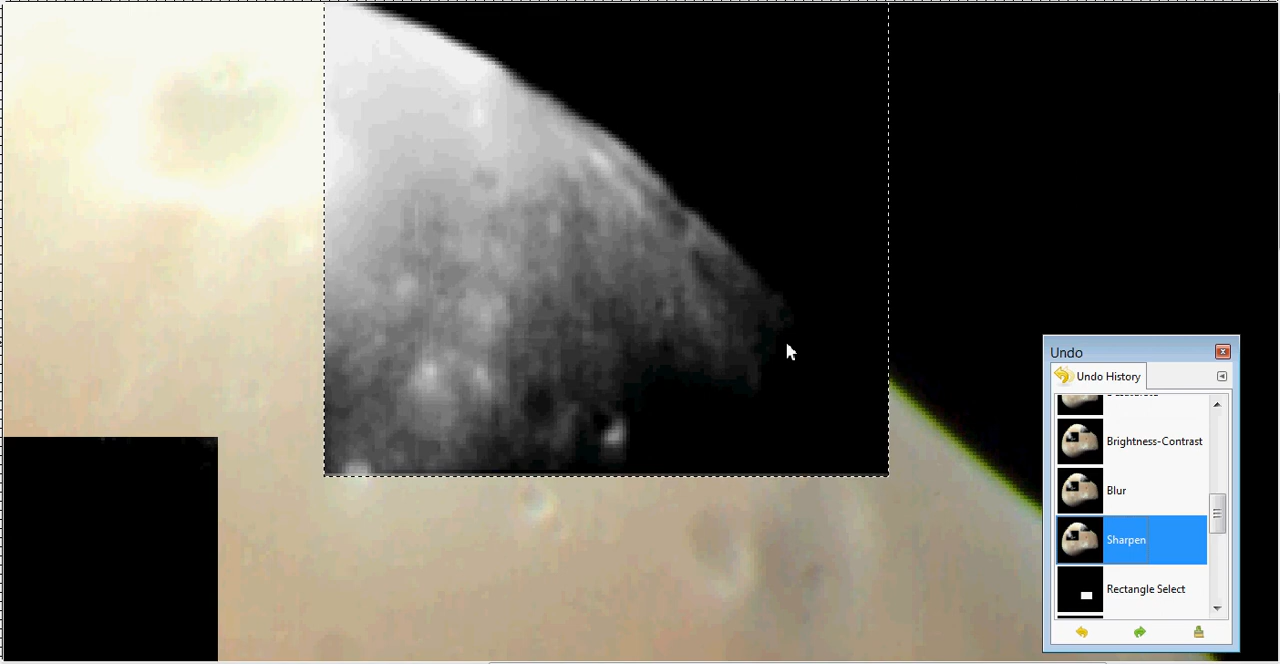 Undo
Undo History
Brightness-Contrast
Blur
Sharpen
Rectangle Select